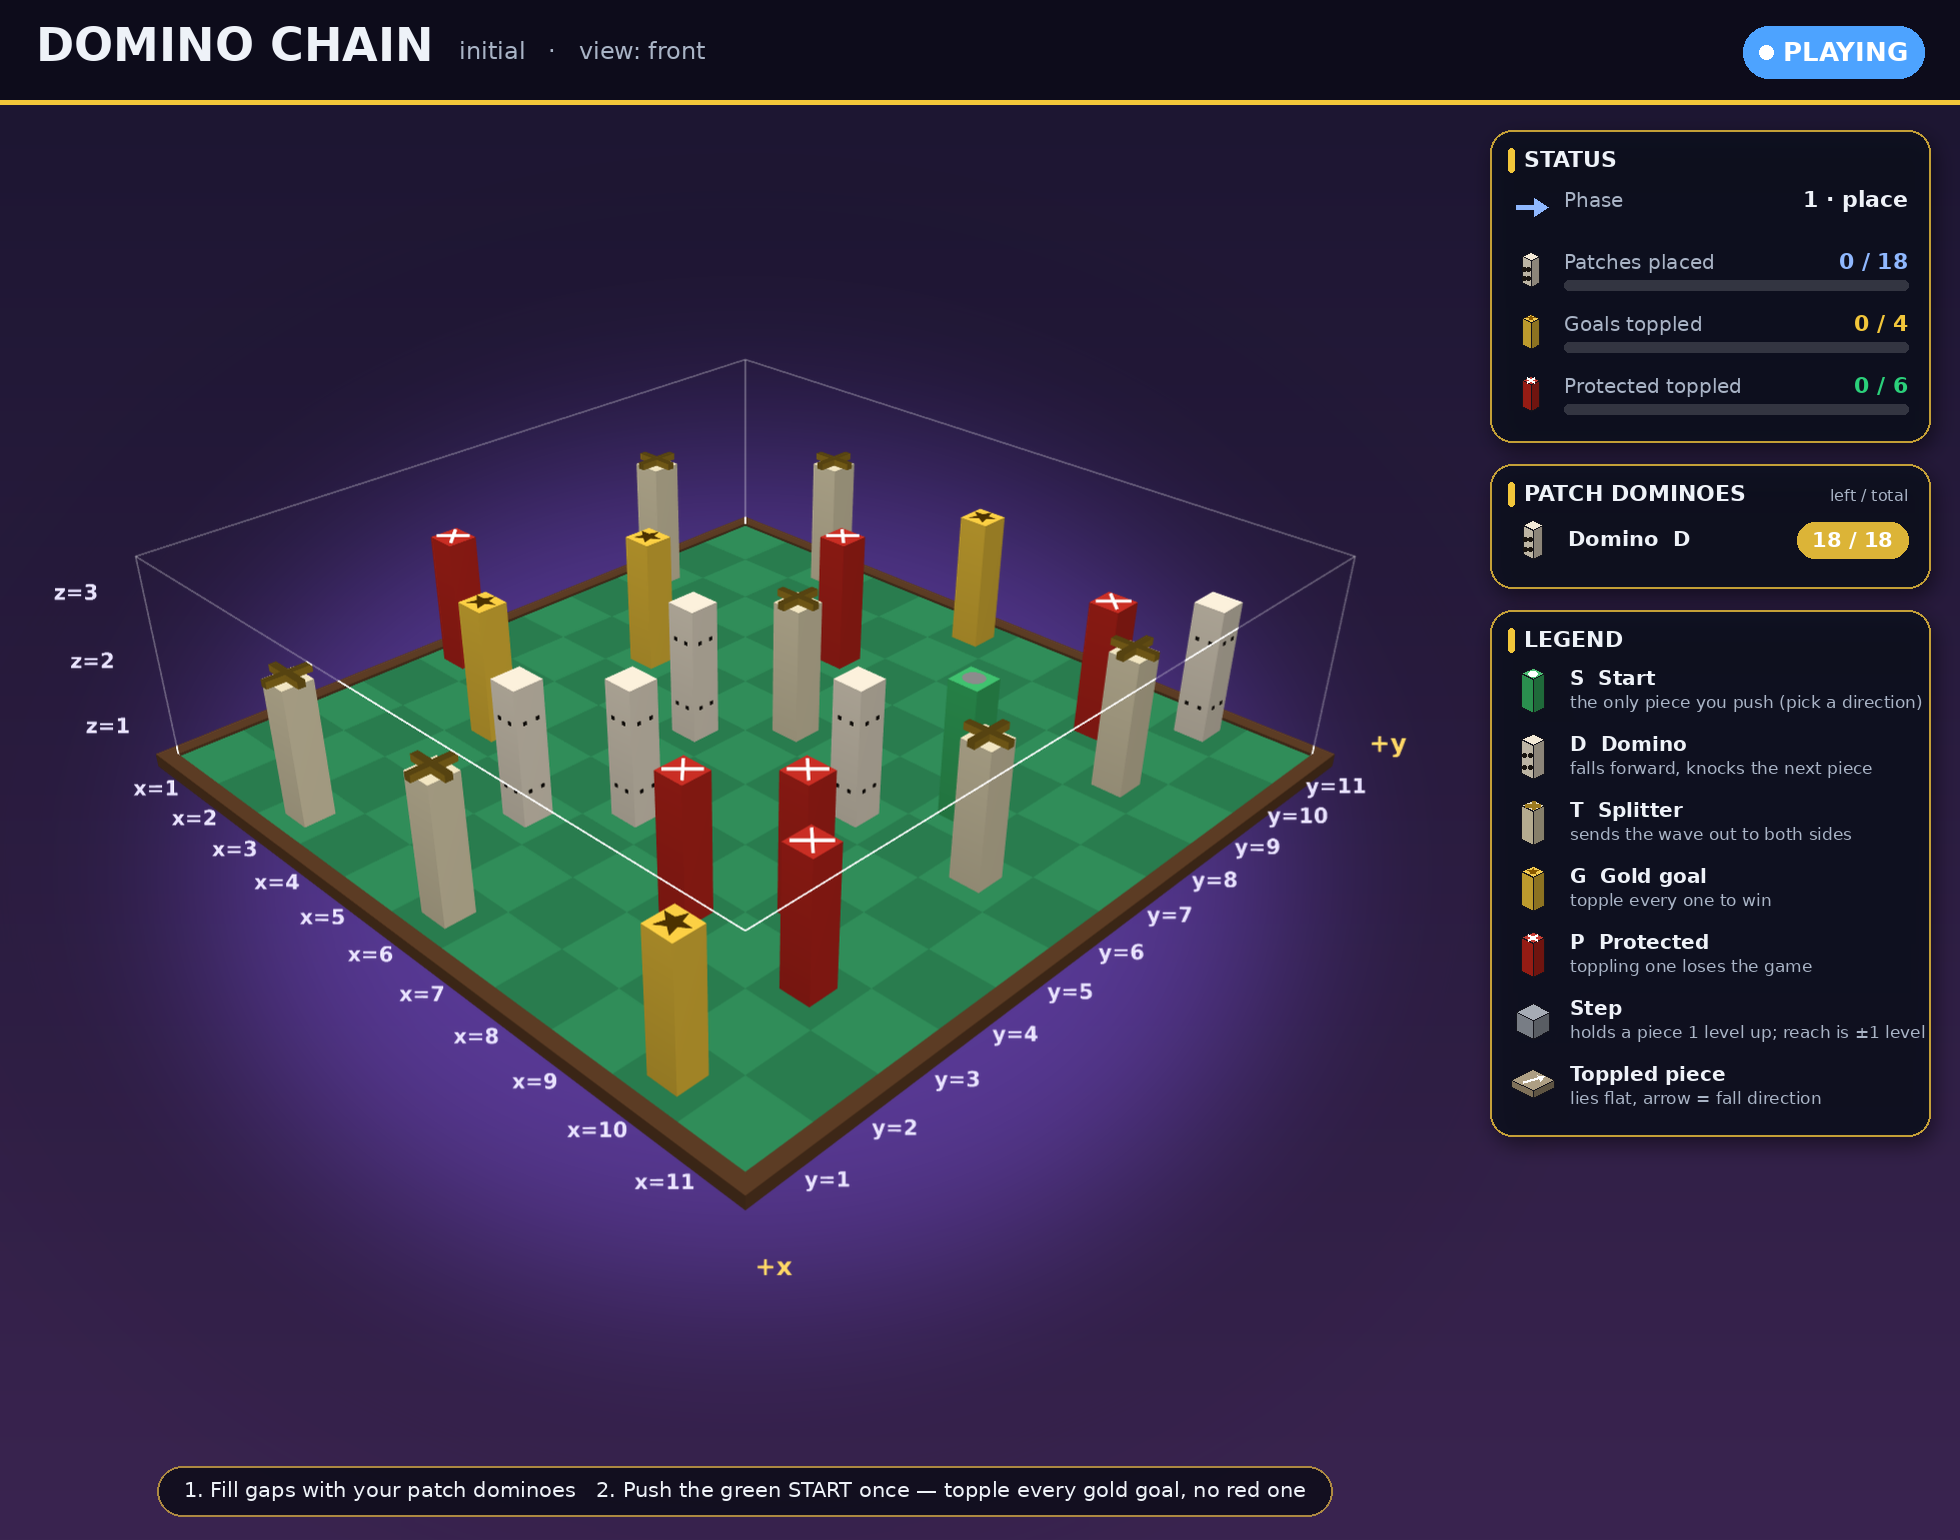 DOMINO CHAIN initial · view: front
PLAYING
STATUS
Phase 1 · place
Patches placed 0 / 18
Goals toppled 0 / 4
Protected toppled 0 / 6
PATCH DOMINOES left / total
Domino D 18 / 18
LEGEND
S Start
the only piece you push (pick a direction)
D Domino
falls forward, knocks the next piece
T Splitter
sends the wave out to both sides
G Gold goal
topple every one to win
P Protected
toppling one loses the game
Step
holds a piece 1 level up; reach is ±1 level
Toppled piece
lies flat, arrow = fall direction
z=3
z=2
z=1
x=1
x=2
x=3
x=4
x=5
x=6
x=7
x=8
x=9
x=10
x=11
+x
y=1
y=2
y=3
y=4
y=5
y=6
y=7
y=8
y=9
y=10
y=11
+y
1. Fill gaps with your patch dominoes 2. Push the green START once — topple every gold goal, no red one